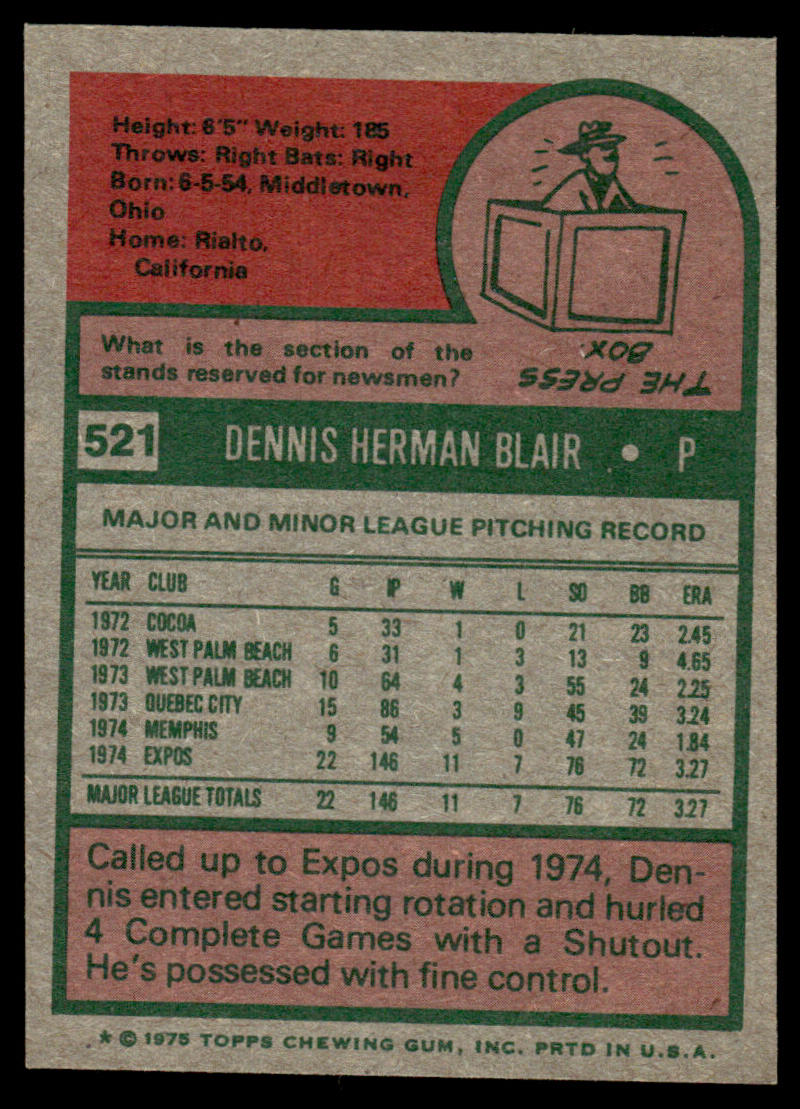 Height: 6'5" Weight: 185
Throws: Right Bats: Right
Born: 6-5-54, Middletown,
Ohio
Home: Rialto,
California
What is the section of the
stands reserved for newsmen?
THE PRESS
BOX.
521 DENNIS HERMAN BLAIR • P
MAJOR AND MINOR LEAGUE PITCHING RECORD
YEAR CLUB G IP W L SO BB ERA
1972 COCOA 5 33 1 0 21 23 2.45
1972 WEST PALM BEACH 6 31 1 3 13 9 4.65
1973 WEST PALM BEACH 10 64 4 3 55 24 2.25
1973 QUEBEC CITY 15 86 3 9 45 39 3.24
1974 MEMPHIS 9 54 5 0 47 24 1.84
1974 EXPOS 22 146 11 7 76 72 3.27
MAJOR LEAGUE TOTALS 22 146 11 7 76 72 3.27
Called up to Expos during 1974, Den-
nis entered starting rotation and hurled
4 Complete Games with a Shutout.
He's possessed with fine control.
* © 1975 TOPPS CHEWING GUM, INC. PRTD IN U.S.A.